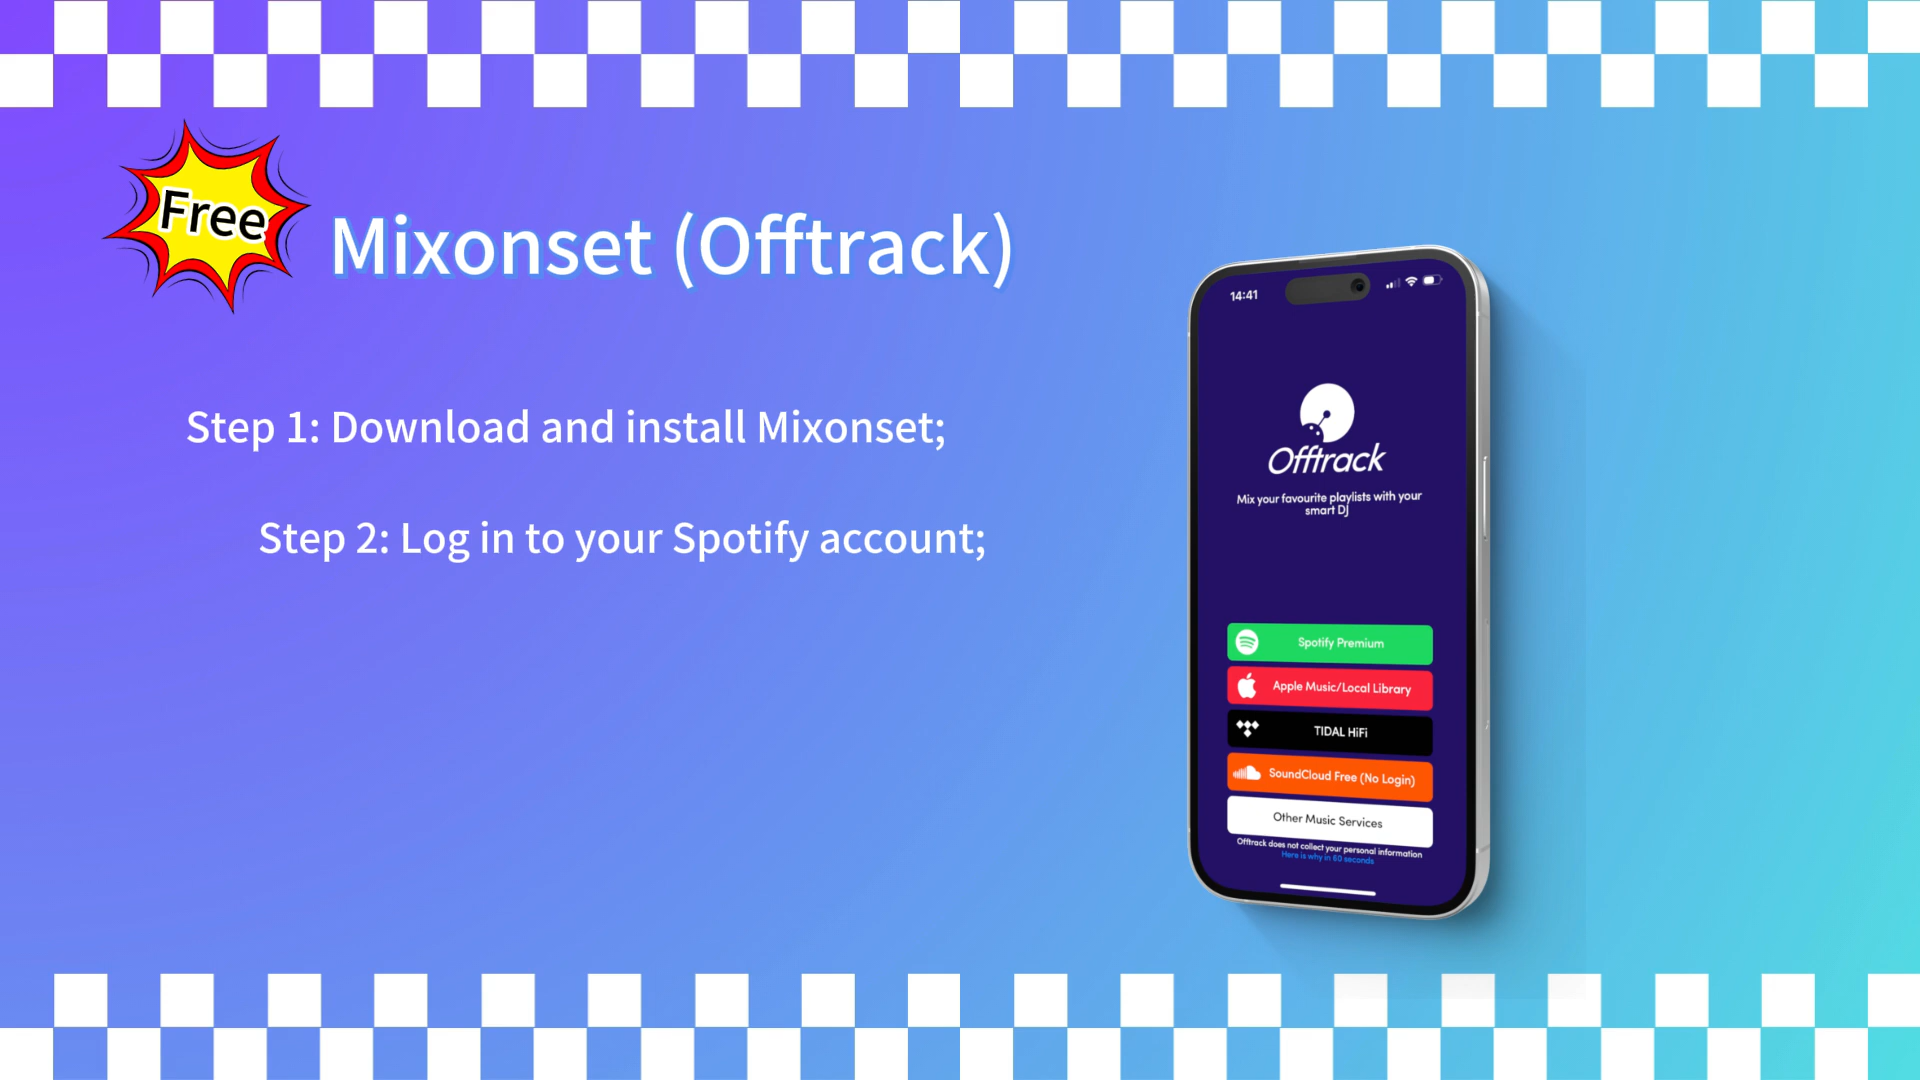 Free
Mixonset (Offtrack)
Step 1: Download and install Mixonset;
Step 2: Log in to your Spotify account;
14:41
Offtrack
Mix your favourite playlists with your
smart DJ
Spotify Premium
Apple Music/Local Library
TIDAL HiFi
SoundCloud Free (No Login)
Other Music Services
Offtrack does not collect your personal information
Here is why in 60 seconds